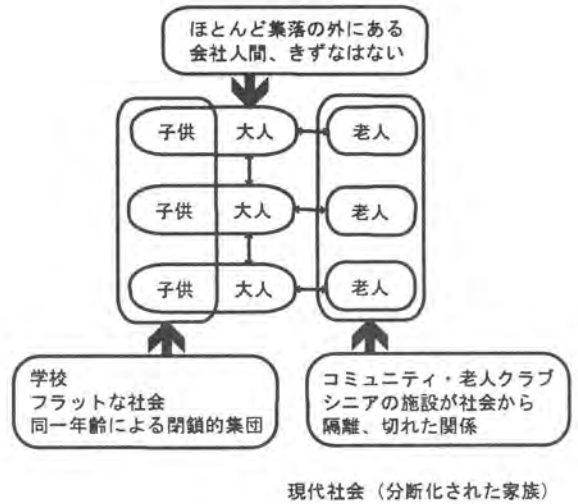 ほとんど集落の外にある
会社人間、きずなはない
子供 大人 老人
子供 大人 老人
子供 大人 老人
学校
フラットな社会
同一年齢による閉鎖的集団
コミュニティ・老人クラブ
シニアの施設が社会から
隔離、切れた関係
現代社会（分断化された家族）